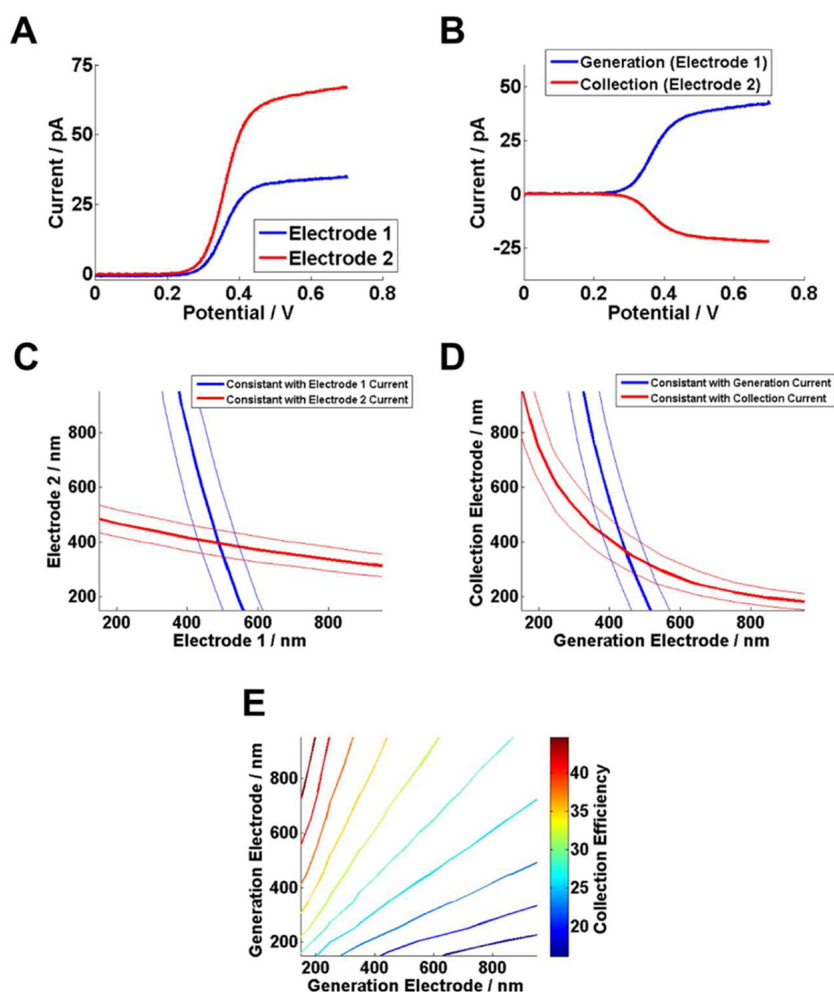 A
75
50
25
0
0
0.2
0.4
0.6
0.8
Current / pA
Potential / V
Electrode 1
Electrode 2
B
50
25
0
-25
0
0.2
0.4
0.6
0.8
Current / pA
Potential / V
Generation (Electrode 1)
Collection (Electrode 2)
C
800
600
400
200
200
400
600
800
Electrode 2 / nm
Electrode 1 / nm
Consistant with Electrode 1 Current
Consistant with Electrode 2 Current
D
800
600
400
200
200
400
600
800
Collection Electrode / nm
Generation Electrode / nm
Consistant with Generation Current
Consistant with Collection Current
E
800
600
400
200
200
400
600
800
Generation Electrode / nm
Generation Electrode / nm
40
35
30
25
20
Collection Efficiency